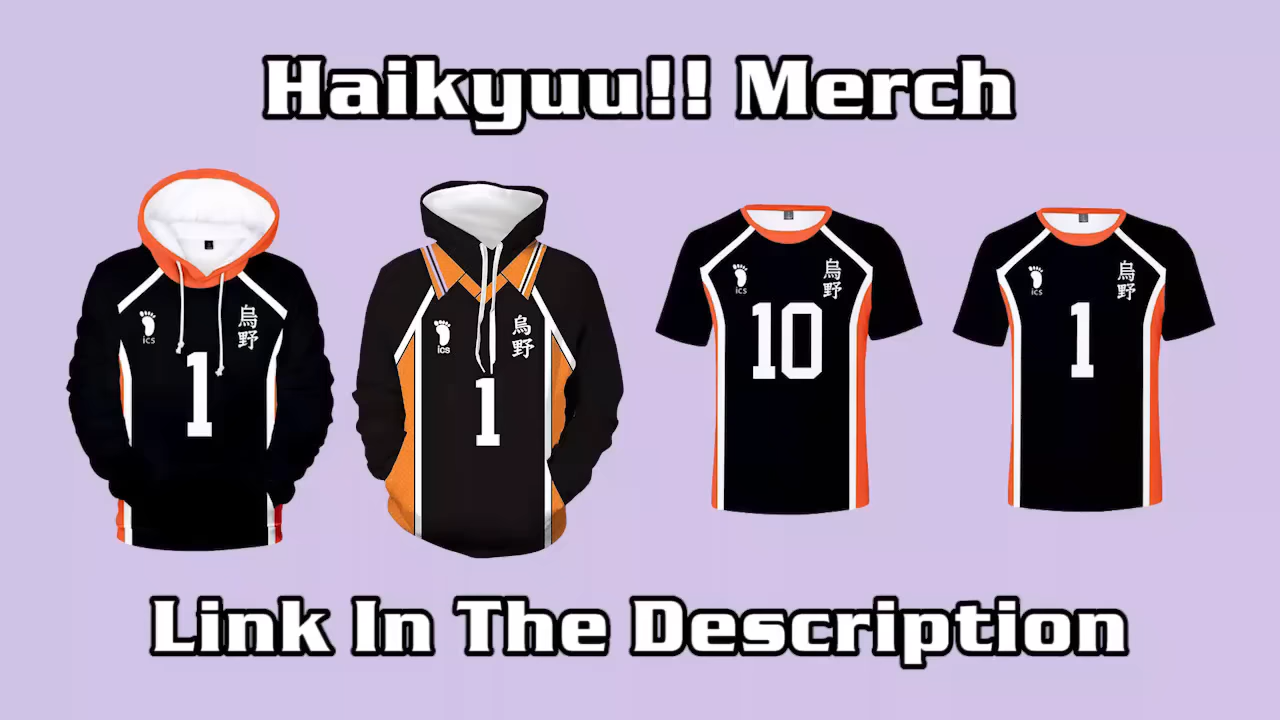 Haikyuu!! Merch
ics
烏野
1
ics
烏野
1
ics
烏野
10
ics
烏野
1
Link In The Description